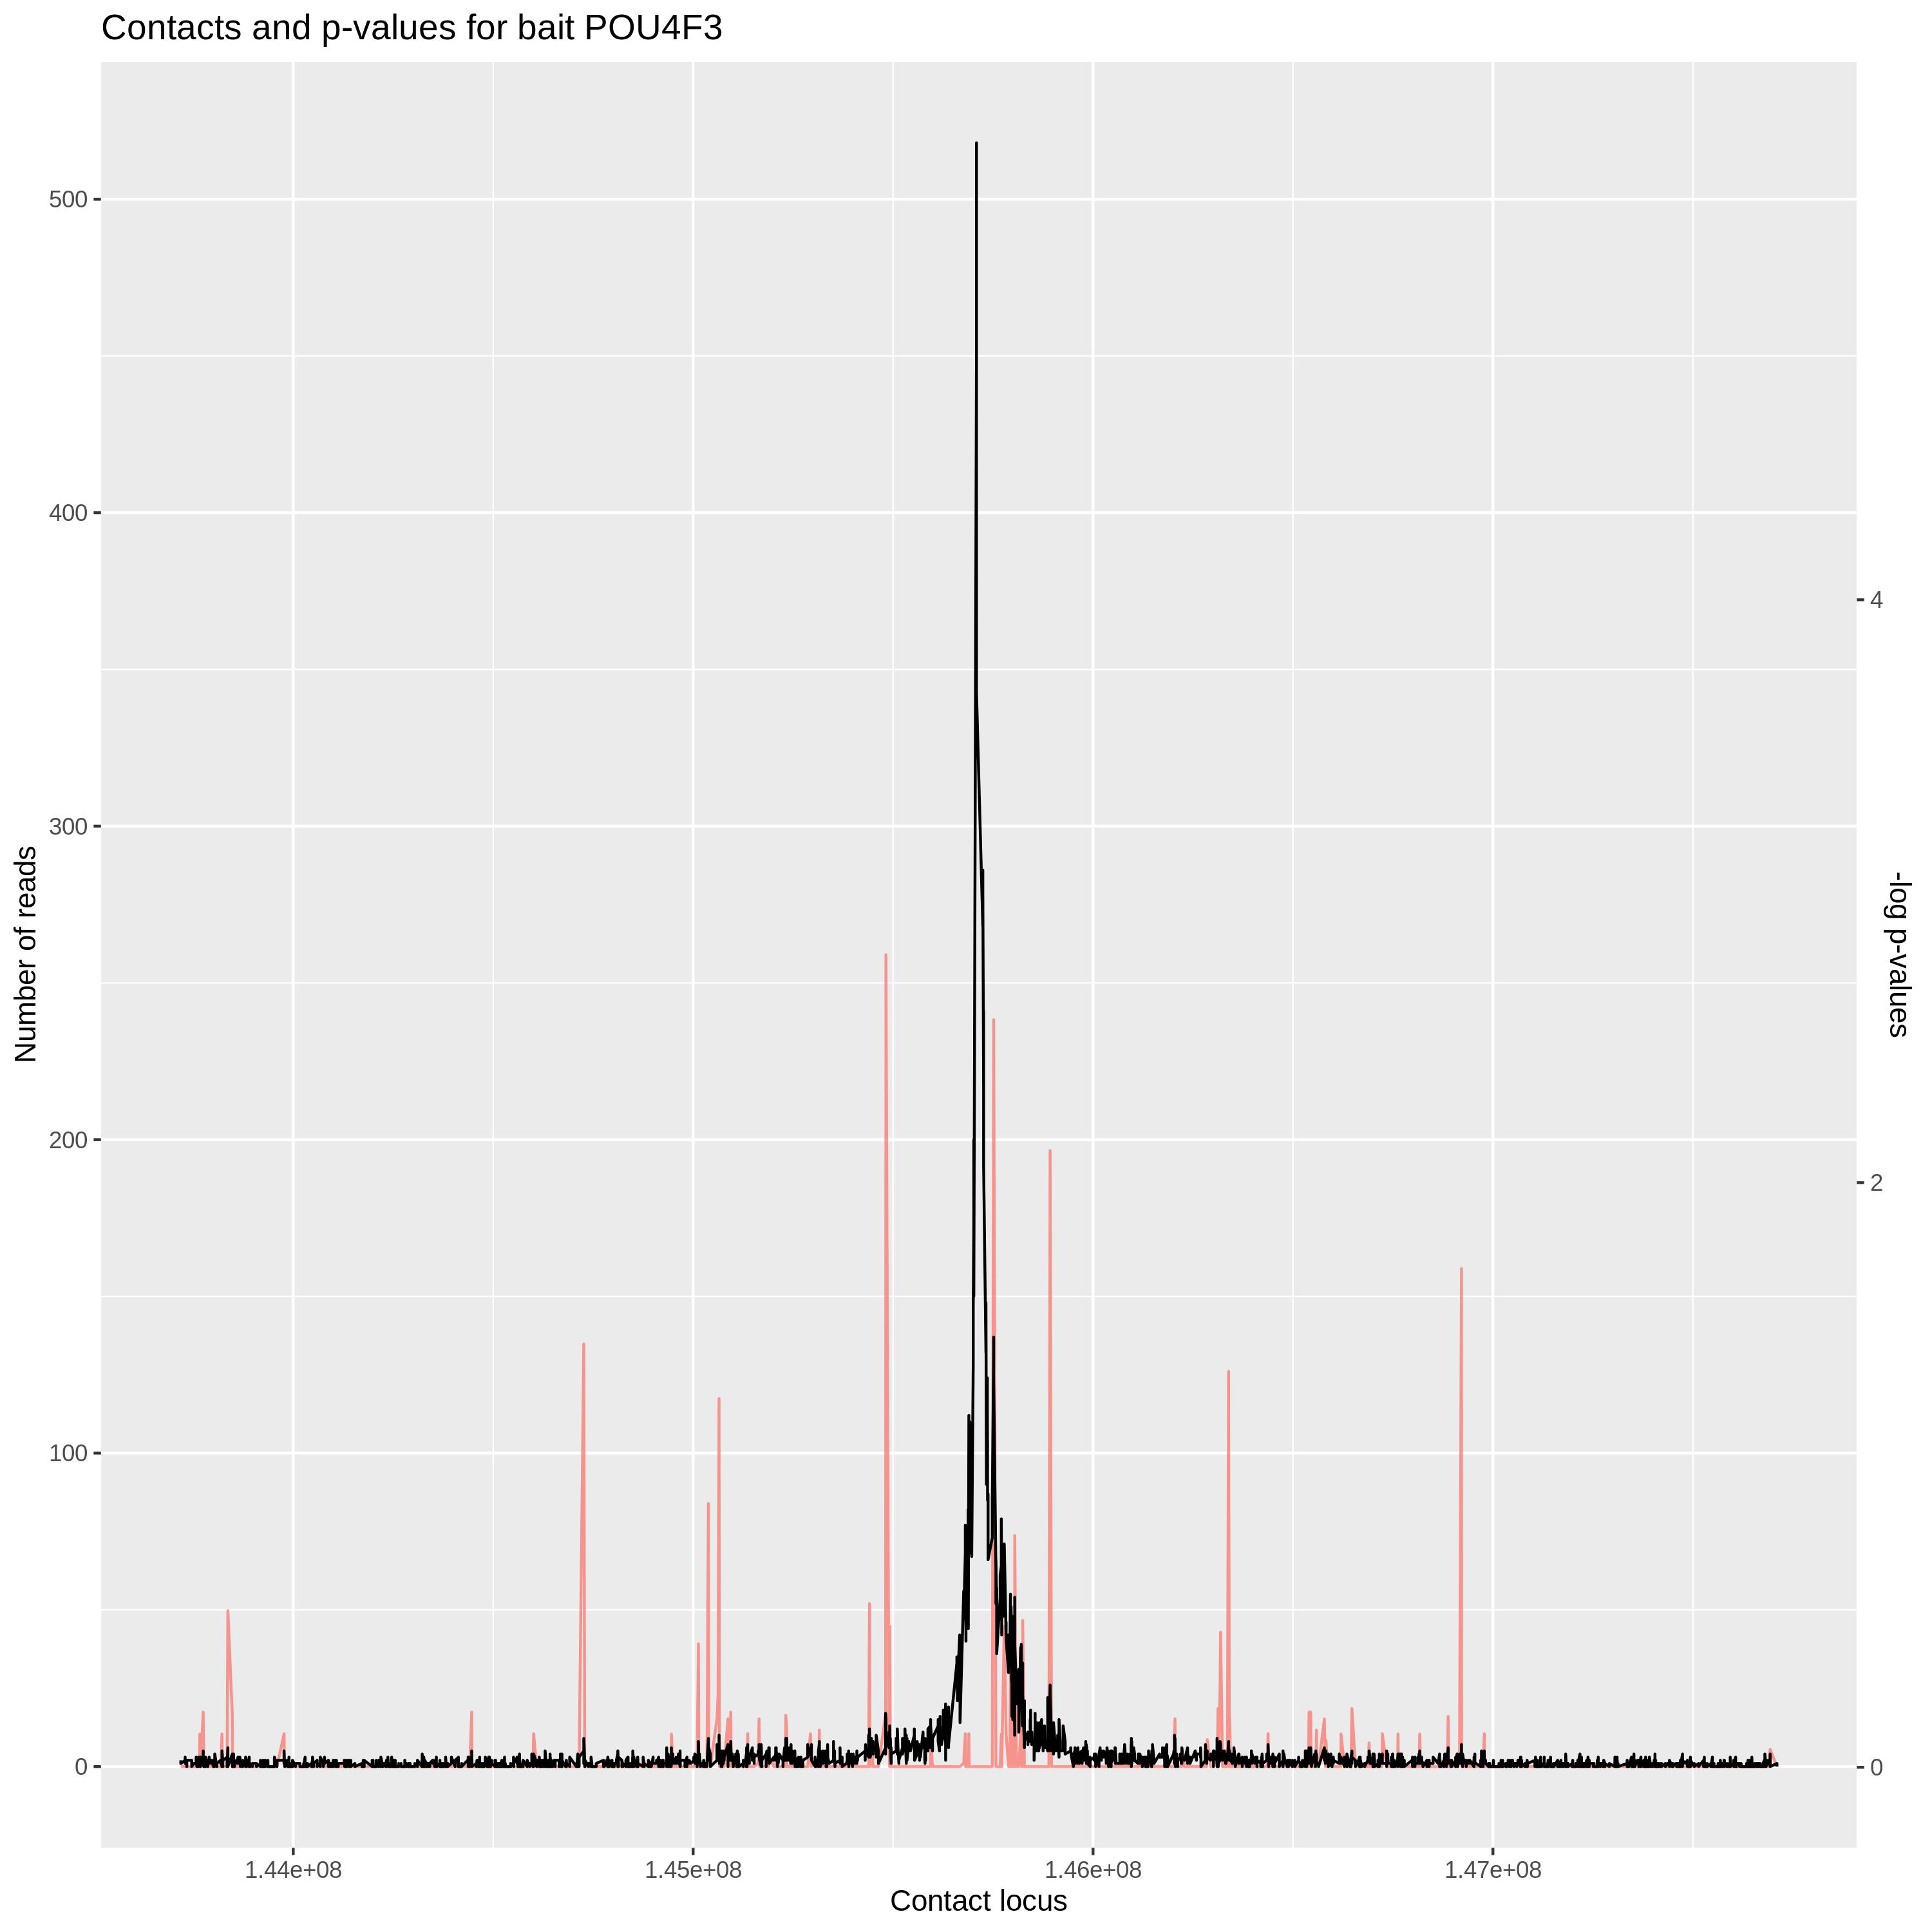 Contacts and p-values for bait POU4F3
Number of reads
500
400
300
200
100
0
4
2
0
-log p-values
1.44e+08
1.45e+08
1.46e+08
1.47e+08
Contact locus